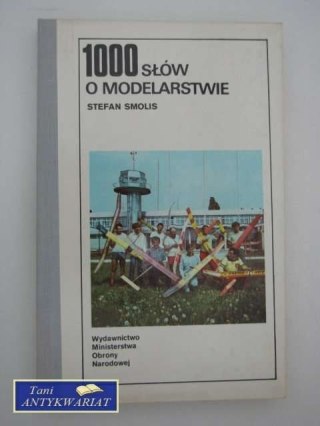 1000 SŁÓW
O MODELARSTWIE
STEFAN SMOLIS
Wydawnictwo
Ministerstwa
Obrony
Narodowej
Tani
ANTYKWARIAT